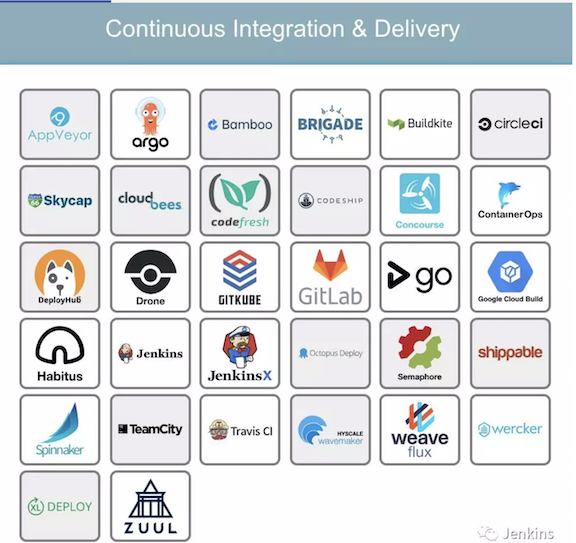 Continuous Integration & Delivery
AppVeyor
argo
Bamboo
BRIGADE
Buildkite
circleci
66
Skycap
cloudbees
codefresh
CODESHIP
Concourse
ContainerOps
DeployHub
Drone
GITKUBE
GitLab
go
Google Cloud Build
Habitus
Jenkins
JenkinsX
Octopus Deploy
Semaphore
shippable
Spinnaker
TeamCity
Travis CI
HYSCALE
wavemaker
weave
flux
wercker
XL DEPLOY
ZUUL
Jenkins